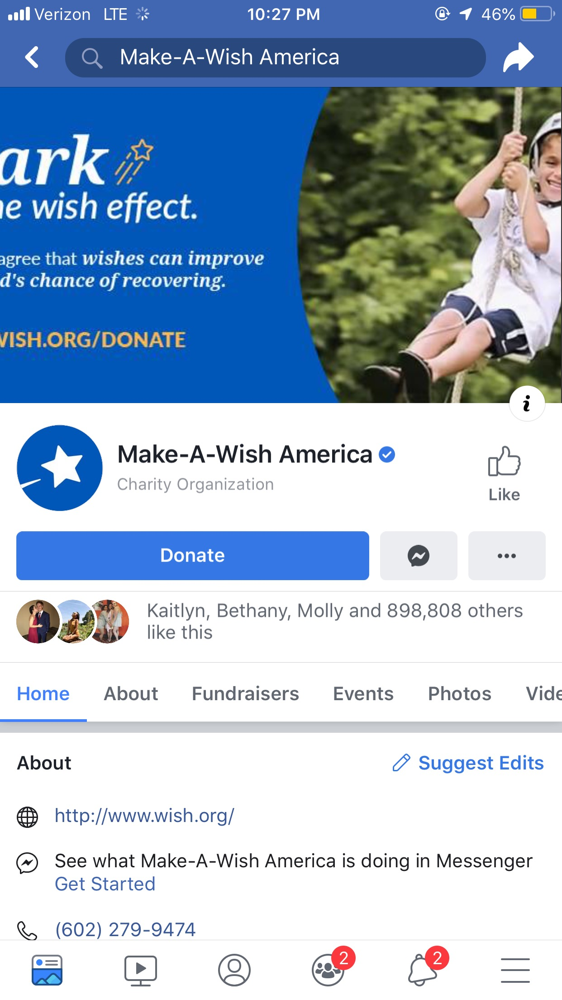 Verizon LTE 10:27 PM 46%
Make-A-Wish America
ark
wish effect.
agree that wishes can improve
d's chance of recovering.
WISH.ORG/DONATE
Make-A-Wish America
Charity Organization
Like
Donate
Kaitlyn, Bethany, Molly and 898,808 others
like this
Home About Fundraisers Events Photos Vide
About Suggest Edits
http://www.wish.org/
See what Make-A-Wish America is doing in Messenger
Get Started
(602) 279-9474
2 2